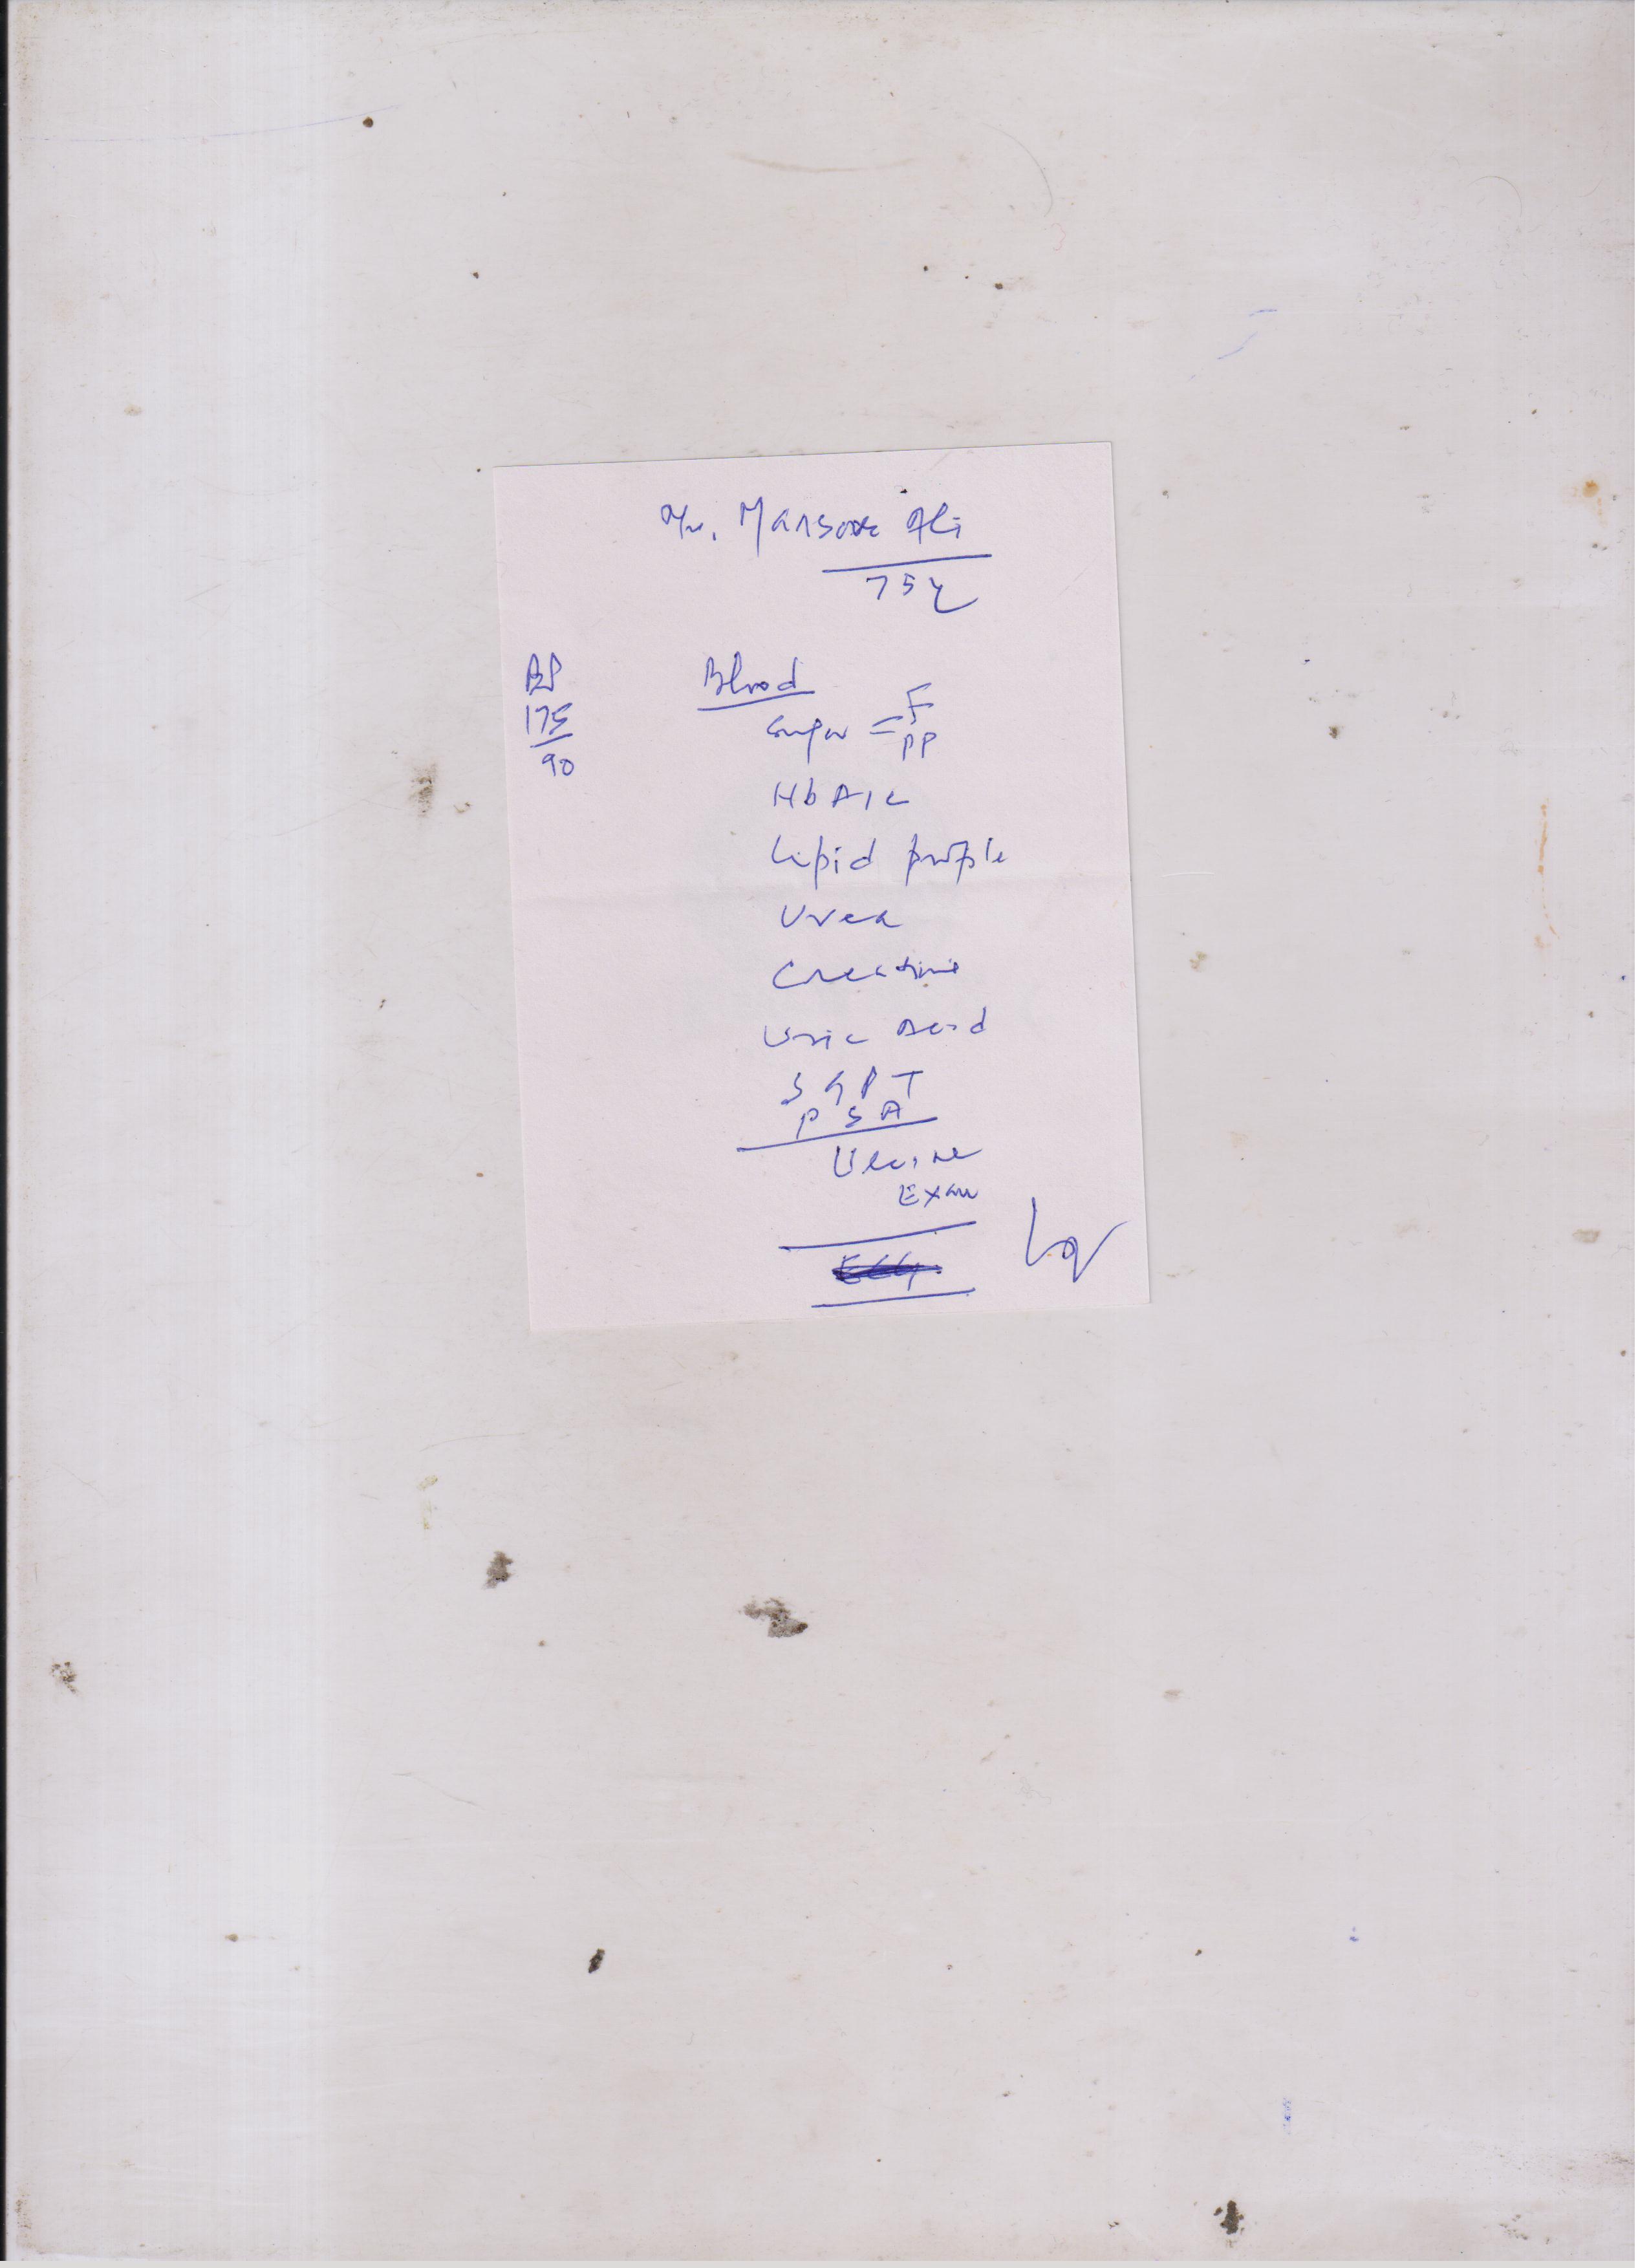 Mr. Mansoor Ali
75 y
BP
175
90
Blood
Sugar = F
PP
HbA1c
Lipid profile
Urea
Creatinine
Uric Acid
SGPT
PSA
Urine
Exam